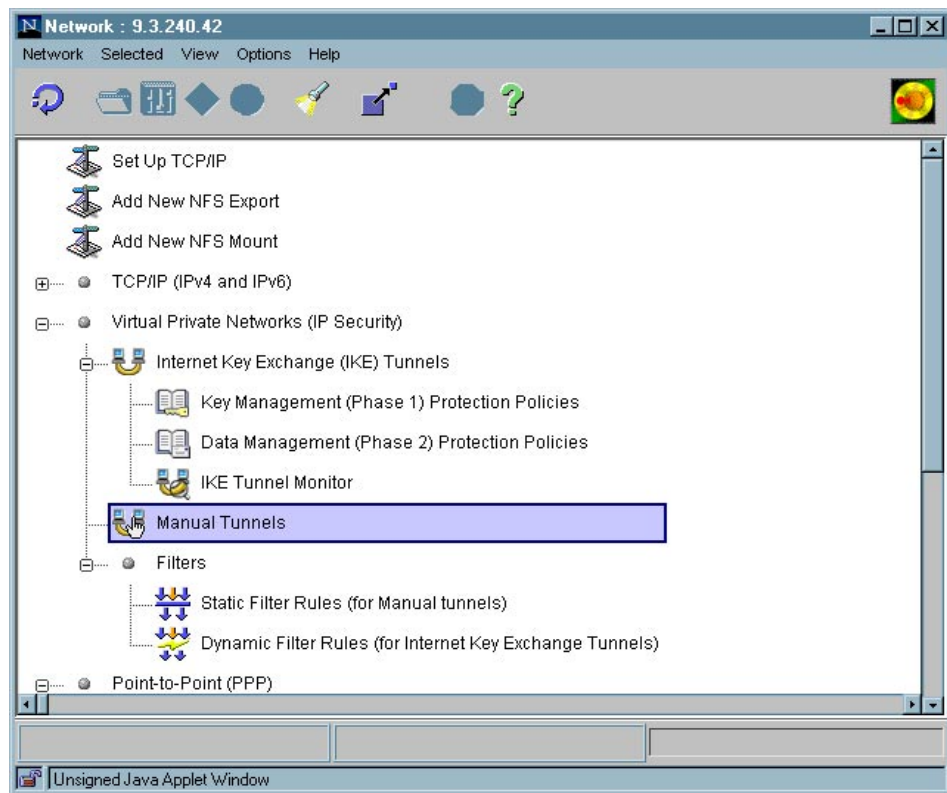 N Network : 9.3.240.42
Network Selected View Options Help
?
Set Up TCP/IP
Add New NFS Export
Add New NFS Mount
TCP/IP (IPv4 and IPv6)
Virtual Private Networks (IP Security)
Internet Key Exchange (IKE) Tunnels
Key Management (Phase 1) Protection Policies
Data Management (Phase 2) Protection Policies
IKE Tunnel Monitor
Manual Tunnels
Filters
Static Filter Rules (for Manual tunnels)
Dynamic Filter Rules (for Internet Key Exchange Tunnels)
Point-to-Point (PPP)
Unsigned Java Applet Window